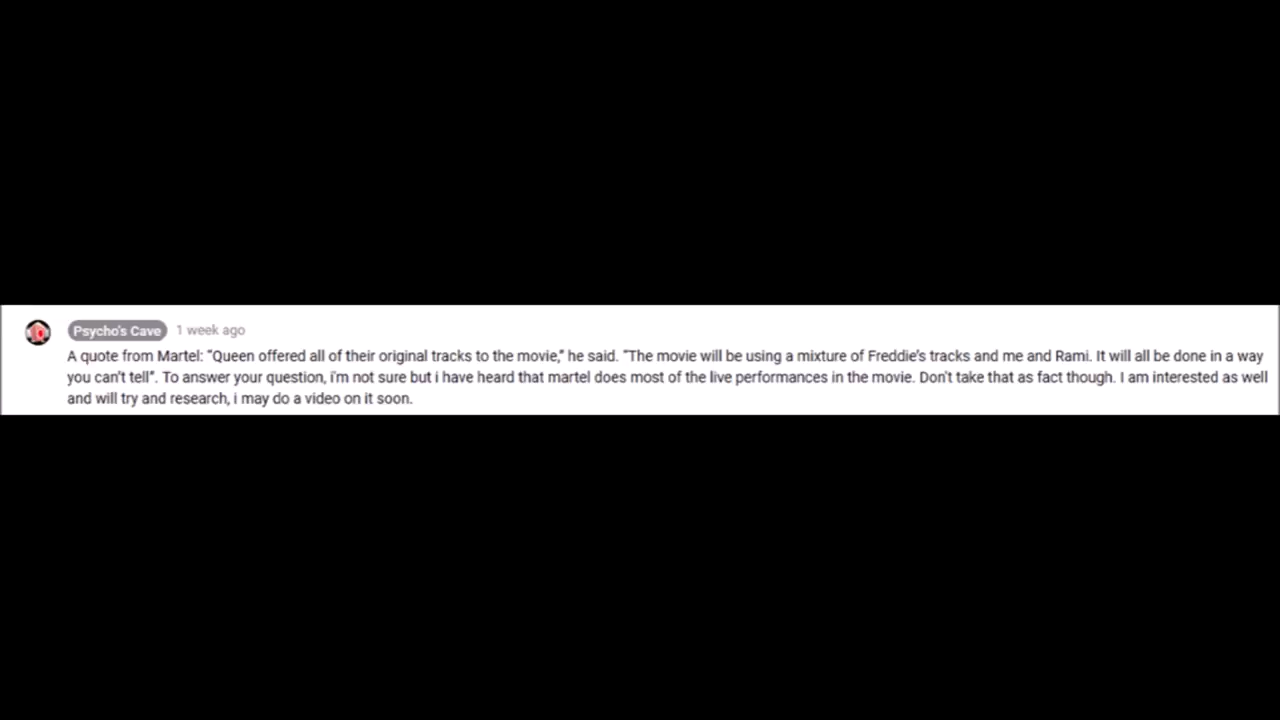 Psycho's Cave 1 week ago
A quote from Martel: “Queen offered all of their original tracks to the movie,” he said. “The movie will be using a mixture of Freddie’s tracks and me and Rami. It will all be done in a way
you can’t tell”. To answer your question, i'm not sure but i have heard that martel does most of the live performances in the movie. Don't take that as fact though. I am interested as well
and will try and research, i may do a video on it soon.